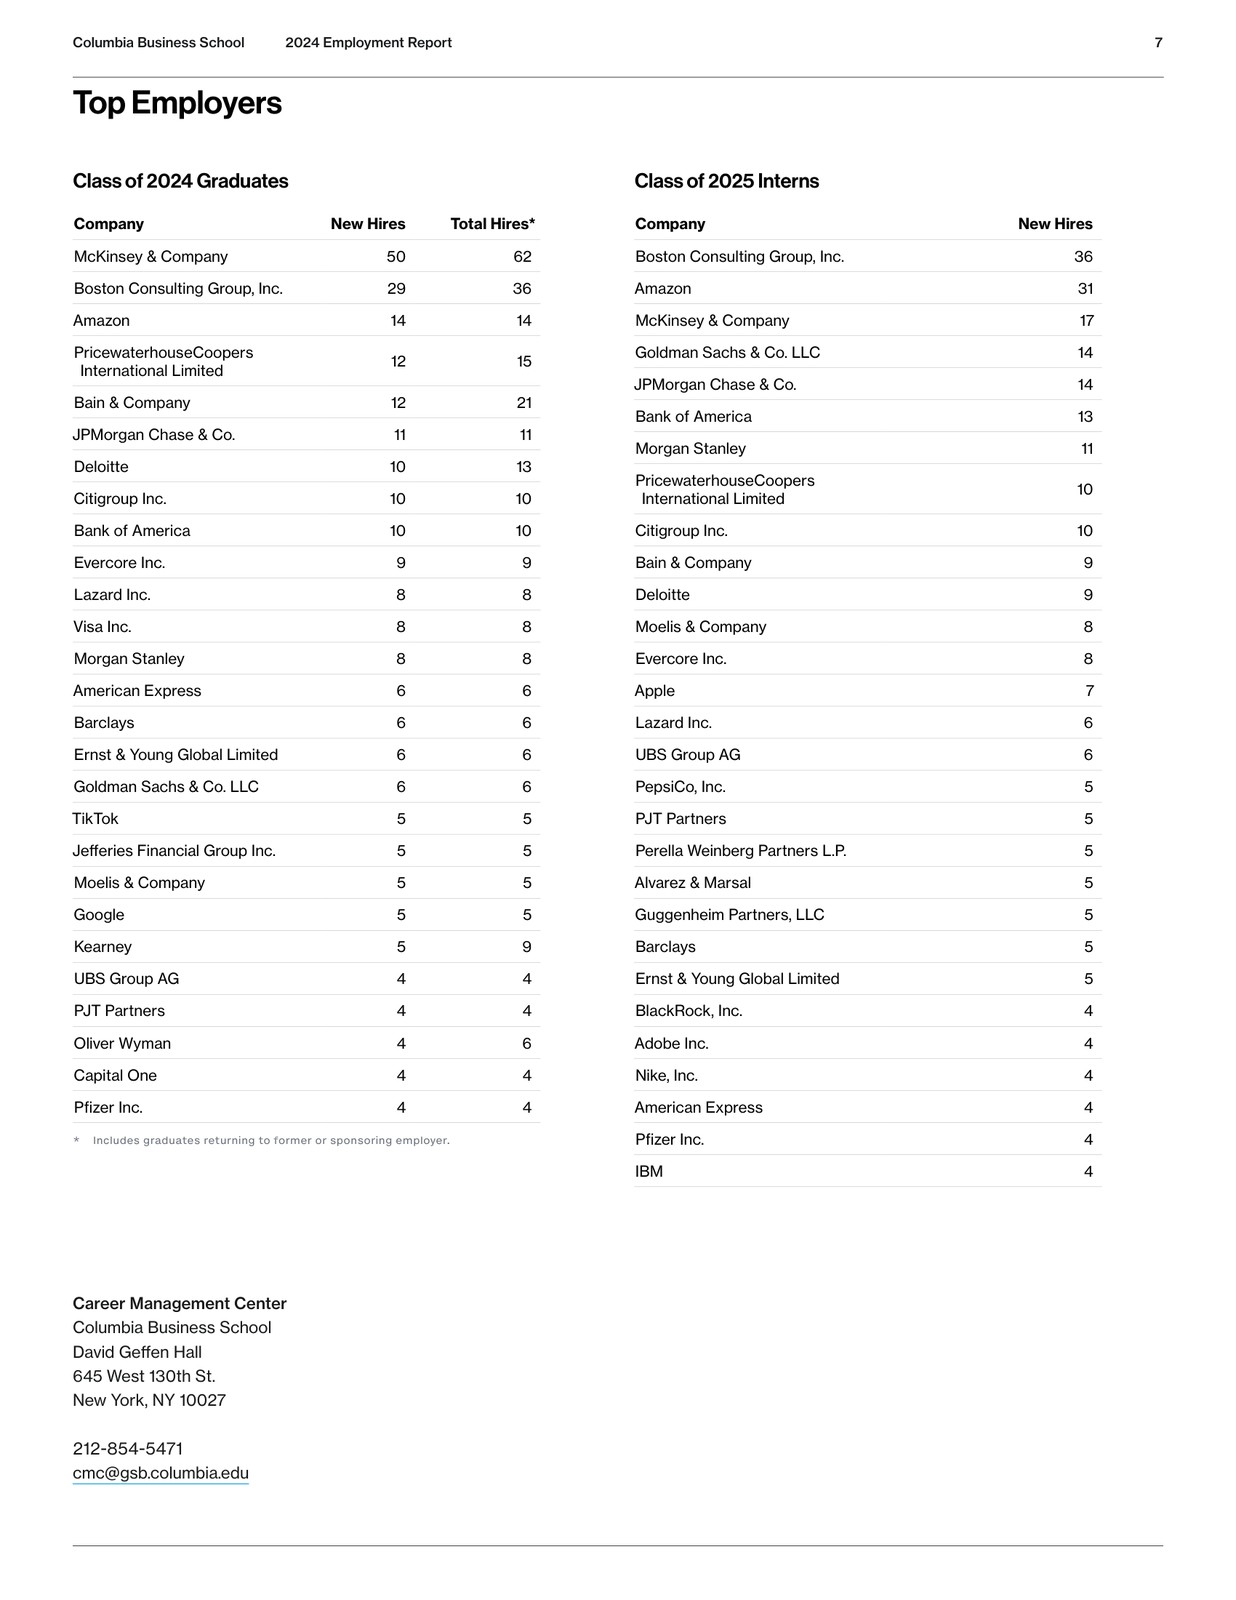 Columbia Business School 2024 Employment Report 7
Top Employers
Class of 2024 Graduates
Company New Hires Total Hires*
McKinsey & Company 50 62
Boston Consulting Group, Inc. 29 36
Amazon 14 14
PricewaterhouseCoopers
International Limited 12 15
Bain & Company 12 21
JPMorgan Chase & Co. 11 11
Deloitte 10 13
Citigroup Inc. 10 10
Bank of America 10 10
Evercore Inc. 9 9
Lazard Inc. 8 8
Visa Inc. 8 8
Morgan Stanley 8 8
American Express 6 6
Barclays 6 6
Ernst & Young Global Limited 6 6
Goldman Sachs & Co. LLC 6 6
TikTok 5 5
Jefferies Financial Group Inc. 5 5
Moelis & Company 5 5
Google 5 5
Kearney 5 9
UBS Group AG 4 4
PJT Partners 4 4
Oliver Wyman 4 6
Capital One 4 4
Pfizer Inc. 4 4
* Includes graduates returning to former or sponsoring employer.
Class of 2025 Interns
Company New Hires
Boston Consulting Group, Inc. 36
Amazon 31
McKinsey & Company 17
Goldman Sachs & Co. LLC 14
JPMorgan Chase & Co. 14
Bank of America 13
Morgan Stanley 11
PricewaterhouseCoopers
International Limited 10
Citigroup Inc. 10
Bain & Company 9
Deloitte 9
Moelis & Company 8
Evercore Inc. 8
Apple 7
Lazard Inc. 6
UBS Group AG 6
PepsiCo, Inc. 5
PJT Partners 5
Perella Weinberg Partners L.P. 5
Alvarez & Marsal 5
Guggenheim Partners, LLC 5
Barclays 5
Ernst & Young Global Limited 5
BlackRock, Inc. 4
Adobe Inc. 4
Nike, Inc. 4
American Express 4
Pfizer Inc. 4
IBM 4
Career Management Center
Columbia Business School
David Geffen Hall
645 West 130th St.
New York, NY 10027
212-854-5471
cmc@gsb.columbia.edu